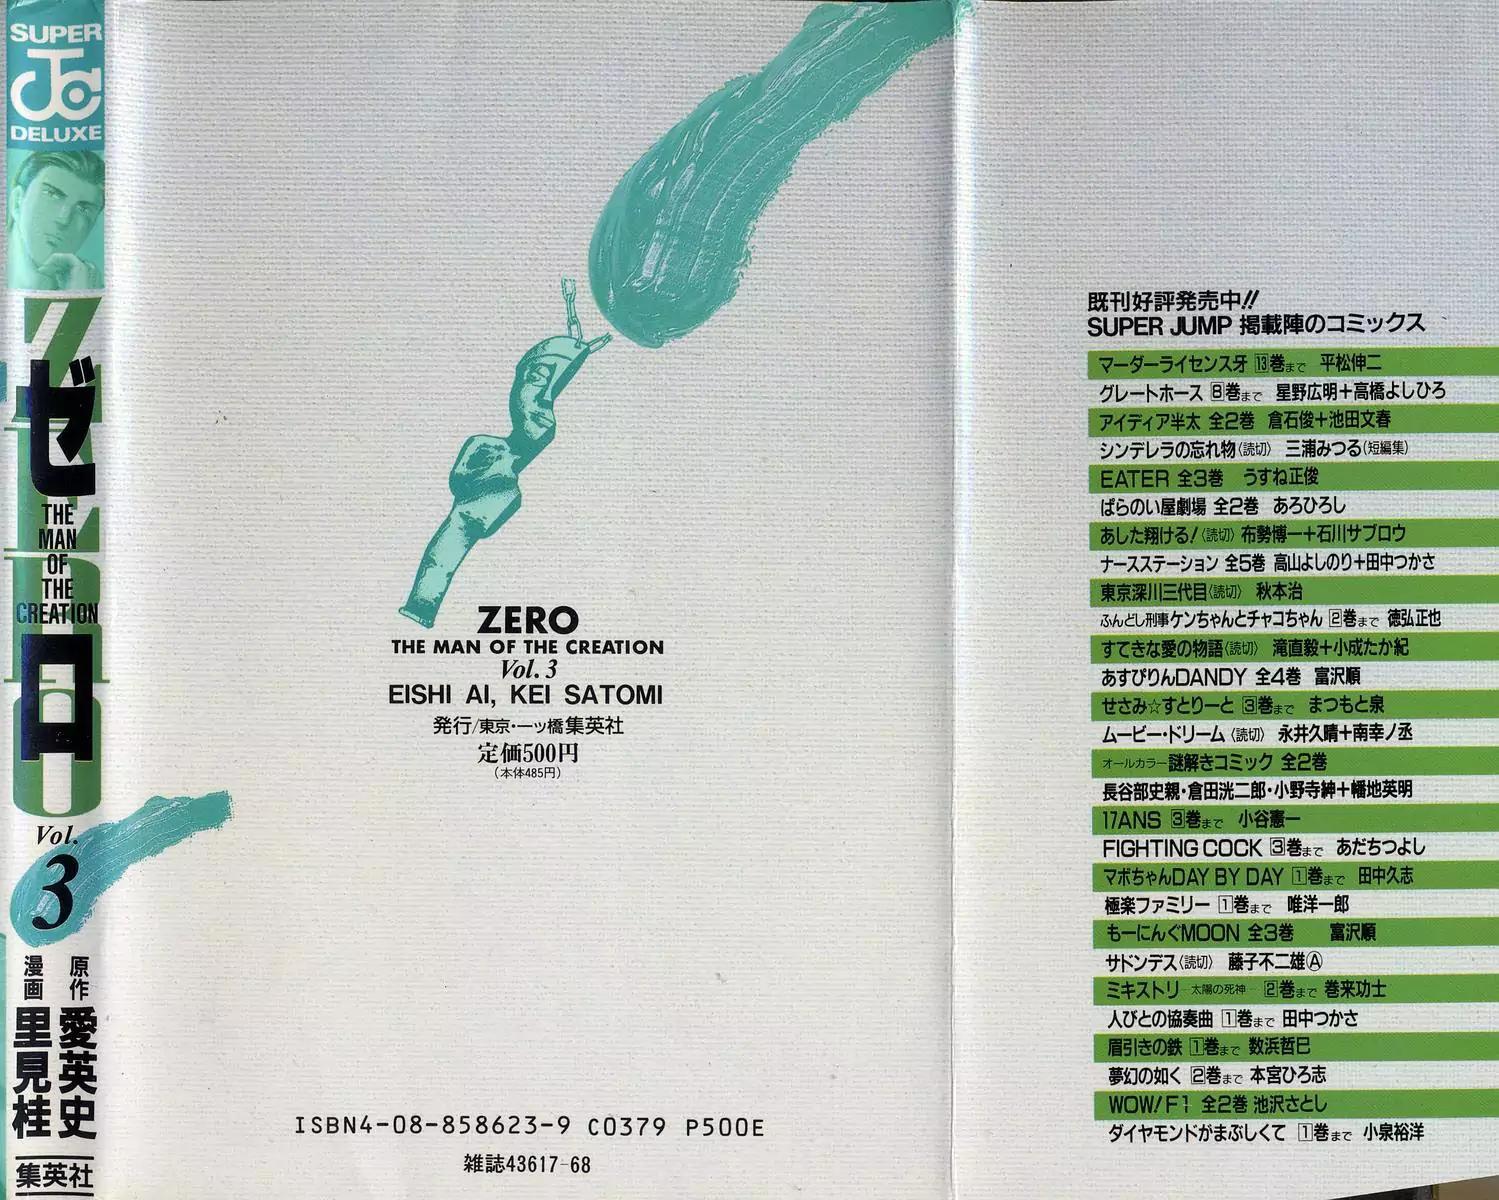 SUPER
JC
DELUXE
ZERO
ゼロ
THE
MAN
OF
THE
CREATION
Vol.
3
原作 愛英史
漫画 里見桂
集英社
ZERO
THE MAN OF THE CREATION
Vol. 3
EISHI AI, KEI SATOMI
発行/東京・一ッ橋集英社
定価500円
(本体485円)
ISBN4-08-858623-9 C0379 P500E
雑誌43617-68
既刊好評発売中!!
SUPER JUMP 掲載陣のコミックス
マーダーライセンス牙 13巻まで 平松伸二
グレートホース 6巻まで 星野広明+高橋よしひろ
アイディア半太 全2巻 倉石俊+池田文春
シンデレラの忘れ物〈読切〉 三浦みつる(短編集)
EATER 全3巻 うすね正俊
ぱらのい屋劇場 全2巻 あろひろし
あした翔ける!〈読切〉 布勢博一+石川サブロウ
ナースステーション 全5巻 高山よしのり+田中つかさ
東京深川三代目〈読切〉 秋本治
ふんどし刑事ケンちゃんとチャコちゃん 2巻まで 徳弘正也
すてきな愛の物語〈読切〉 滝直毅+小成たか紀
あすぴりんDANDY 全4巻 富沢順
せさみ☆すとりーと 3巻まで まつもと泉
ムービー・ドリーム〈読切〉 永井久晴+南幸ノ丞
オールカラー謎解きコミック 全2巻
長谷部史親・倉田洸二郎・小野寺紳+幡地英明
17ANS 3巻まで 小谷憲一
FIGHTING COCK 3巻まで あだちつよし
マボちゃんDAY BY DAY 1巻まで 田中久志
極楽ファミリー 1巻まで 唯洋一郎
もーにんぐMOON 全3巻 富沢順
サドンデス〈読切〉 藤子不二雄Ⓐ
ミキストリ―太陽の死神― 2巻まで 巻来功士
人びとの協奏曲 1巻まで 田中つかさ
眉引きの鉄 1巻まで 数浜哲巳
夢幻の如く 2巻まで 本宮ひろ志
WOW!F1 全2巻 池沢さとし
ダイヤモンドがまぶしくて 1巻まで 小泉裕洋